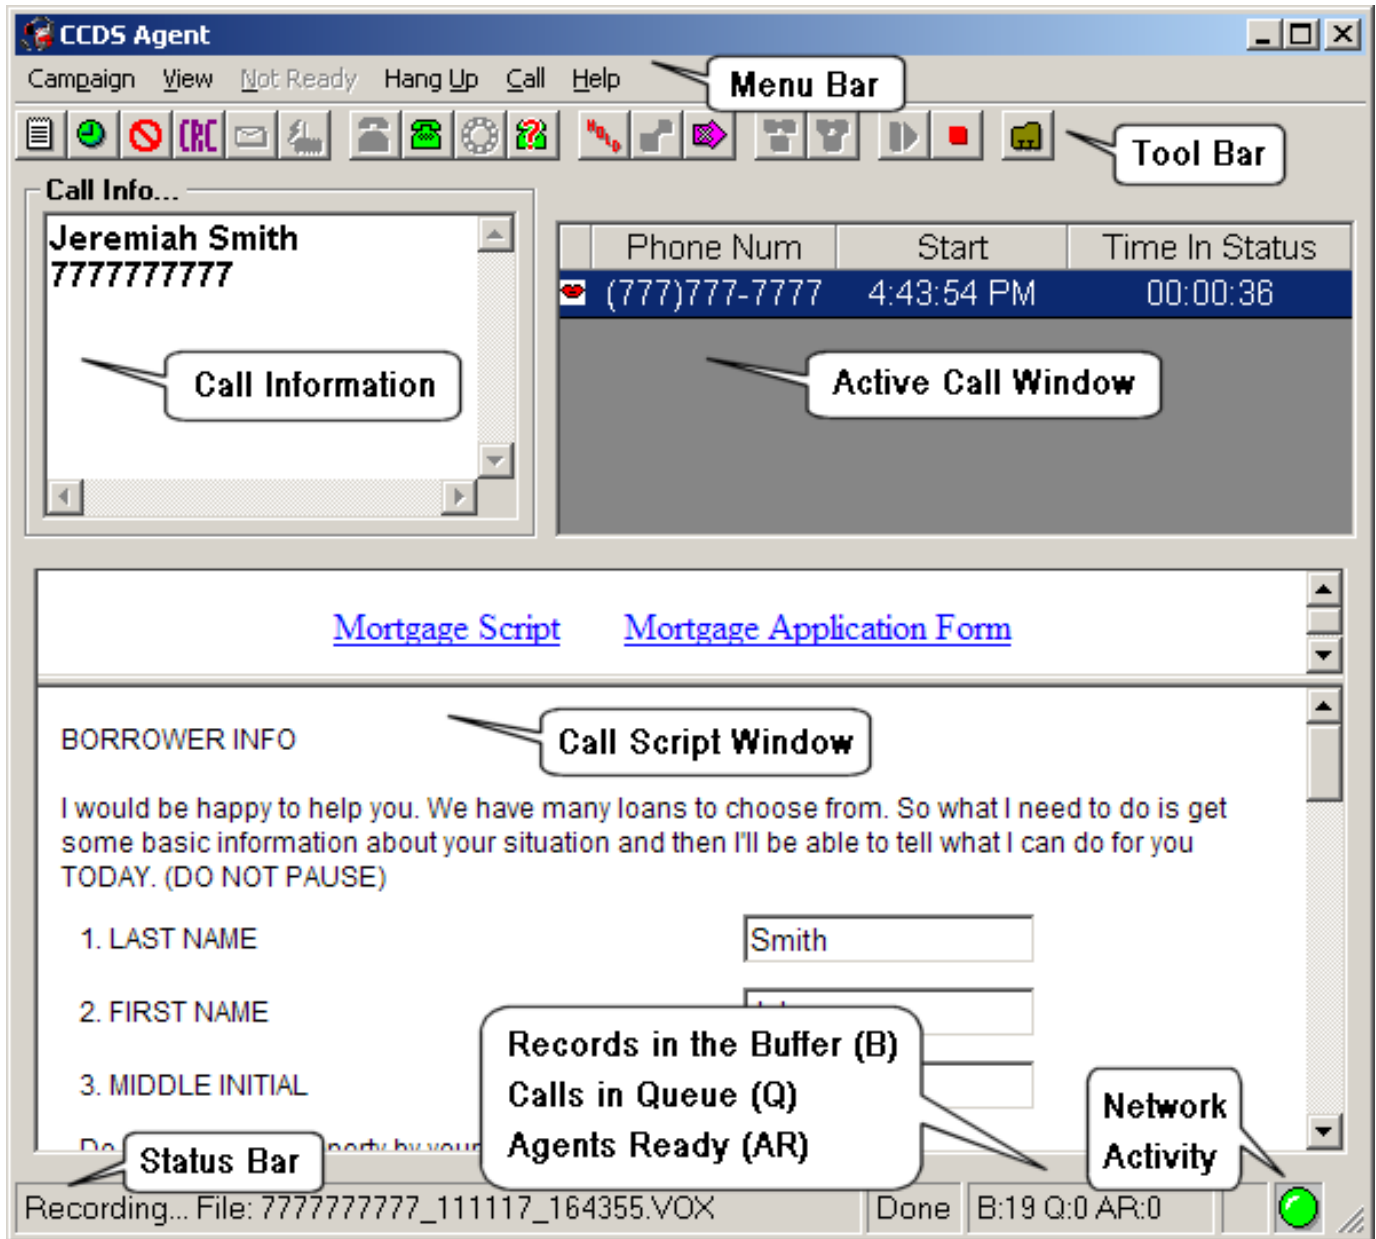 CCDS Agent
Campaign View Not Ready Hang Up Call Help
Menu Bar
CRC
HOLD
Tool Bar
Call Info...
Jeremiah Smith
7777777777
Call Information
Phone Num Start Time In Status
(777)777-7777 4:43:54 PM 00:00:36
Active Call Window
Mortgage Script Mortgage Application Form
BORROWER INFO
Call Script Window
I would be happy to help you. We have many loans to choose from. So what I need to do is get
some basic information about your situation and then I'll be able to tell what I can do for you
TODAY. (DO NOT PAUSE)
1. LAST NAME Smith
2. FIRST NAME
3. MIDDLE INITIAL
Records in the Buffer (B)
Calls in Queue (Q)
Agents Ready (AR)
Network
Activity
Do
by your
Status Bar
Recording... File: 7777777777_111117_164355.VOX Done B:19 Q:0 AR:0